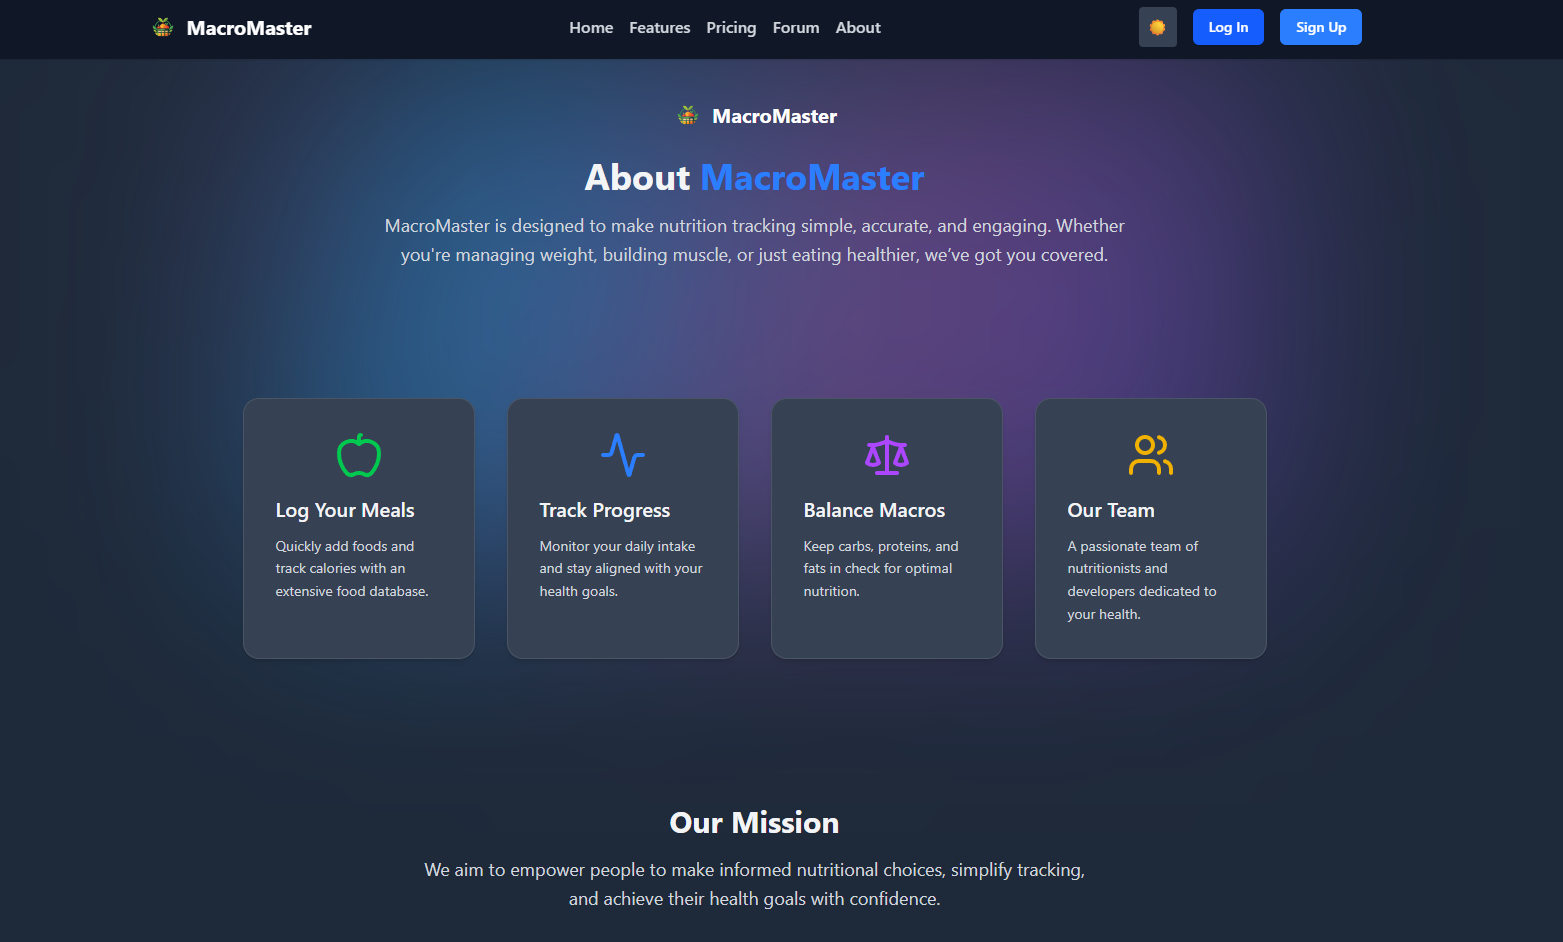 MacroMaster
Home Features Pricing Forum About
Log In
Sign Up
MacroMaster
About MacroMaster
MacroMaster is designed to make nutrition tracking simple, accurate, and engaging. Whether
you're managing weight, building muscle, or just eating healthier, we’ve got you covered.
Log Your Meals
Quickly add foods and
track calories with an
extensive food database.
Track Progress
Monitor your daily intake
and stay aligned with your
health goals.
Balance Macros
Keep carbs, proteins, and
fats in check for optimal
nutrition.
Our Team
A passionate team of
nutritionists and
developers dedicated to
your health.
Our Mission
We aim to empower people to make informed nutritional choices, simplify tracking,
and achieve their health goals with confidence.